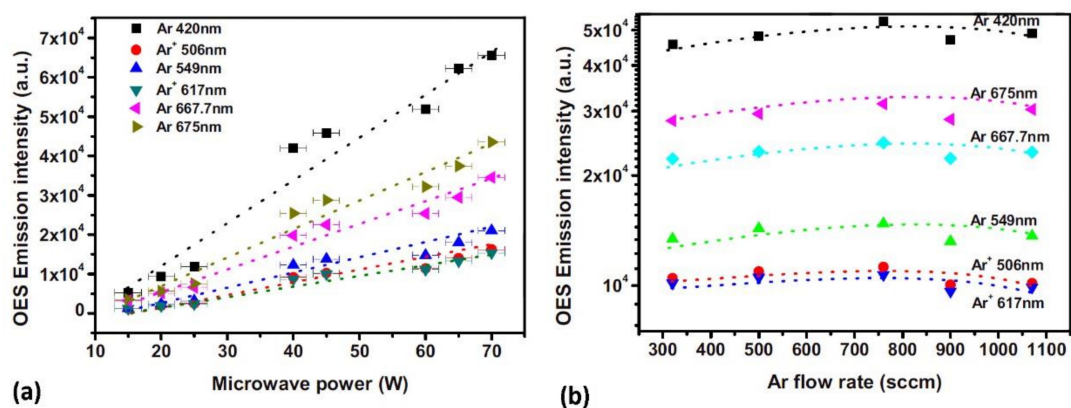 Ar 420nm
Ar⁺ 506nm
Ar 549nm
Ar⁺ 617nm
Ar 667.7nm
Ar 675nm
7x10⁴
6x10⁴
5x10⁴
4x10⁴
3x10⁴
2x10⁴
1x10⁴
0
OES Emission intensity (a.u.)
10 20 30 40 50 60 70
Microwave power (W)
(a)
Ar 420nm
Ar 675nm
Ar 667.7nm
Ar 549nm
Ar⁺ 506nm
Ar⁺ 617nm
5x10⁴
4x10⁴
3x10⁴
2x10⁴
10⁴
OES Emission intensity (a.u.)
300 400 500 600 700 800 900 1000 1100
Ar flow rate (sccm)
(b)